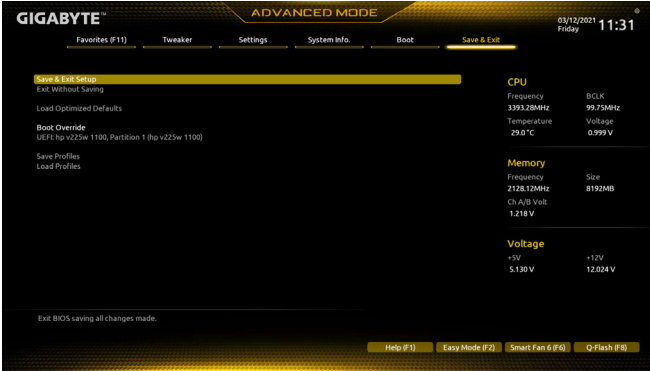 GIGABYTE™
ADVANCED MODE
03/12/2021
Friday
11:31
Favorites (F11)
Tweaker
Settings
System Info.
Boot
Save & Exit
Save & Exit Setup
Exit Without Saving
Load Optimized Defaults
Boot Override
UEFI: hp v225w 1100, Partition 1 (hp v225w 1100)
Save Profiles
Load Profiles
CPU
Frequency BCLK
3393.28MHz 99.75MHz
Temperature Voltage
29.0 °C 0.999 V
Memory
Frequency Size
2128.12MHz 8192MB
Ch A/B Volt
1.218 V
Voltage
+5V +12V
5.130 V 12.024 V
Exit BIOS saving all changes made.
Help (F1)
Easy Mode (F2)
Smart Fan 6 (F6)
Q-Flash (F8)